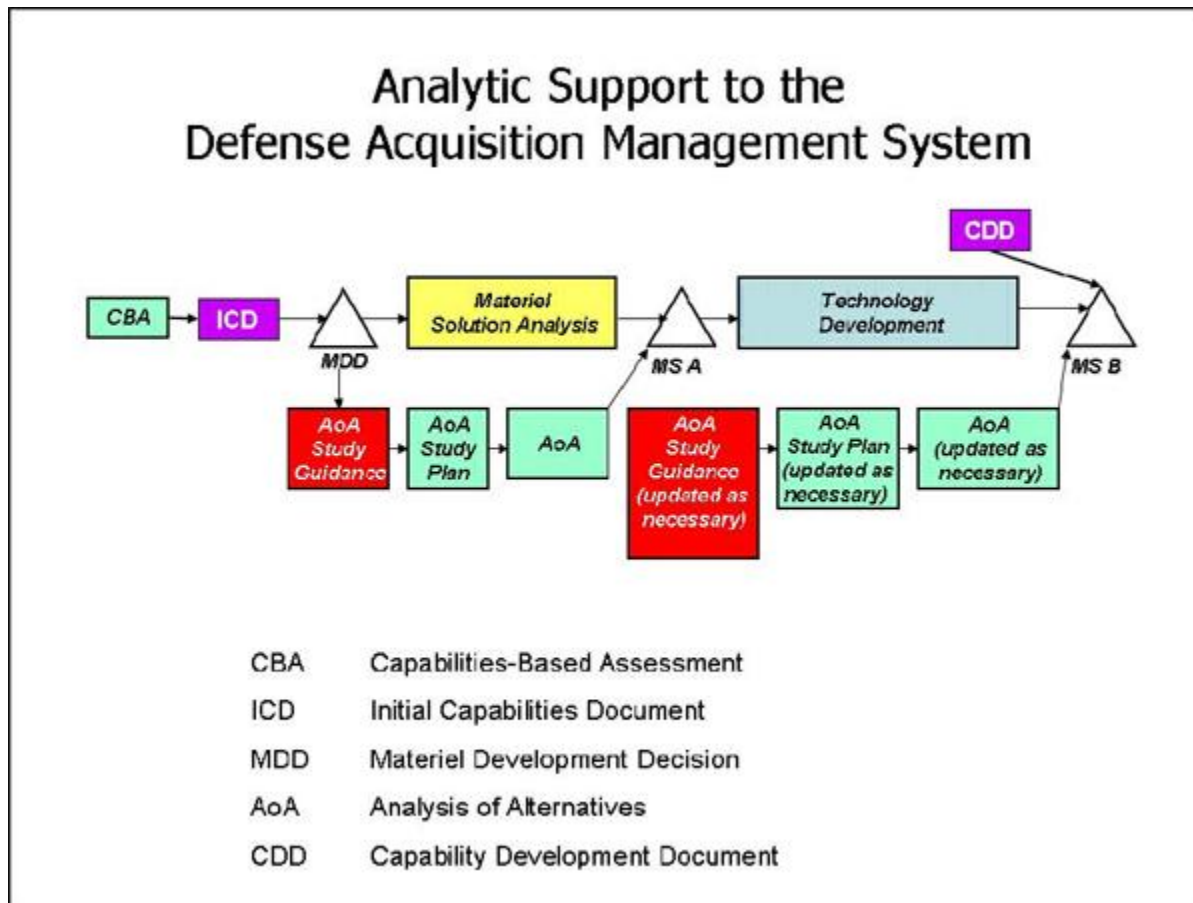 Analytic Support to the
Defense Acquisition Management System
CDD
CBA
ICD
MDD
Materiel
Solution Analysis
MS A
Technology
Development
MS B
AoA
Study
Guidance
AoA
Study
Plan
AoA
AoA
Study
Guidance
(updated as
necessary)
AoA
Study Plan
(updated as
necessary)
AoA
(updated as
necessary)
CBA Capabilities-Based Assessment
ICD Initial Capabilities Document
MDD Materiel Development Decision
AoA Analysis of Alternatives
CDD Capability Development Document